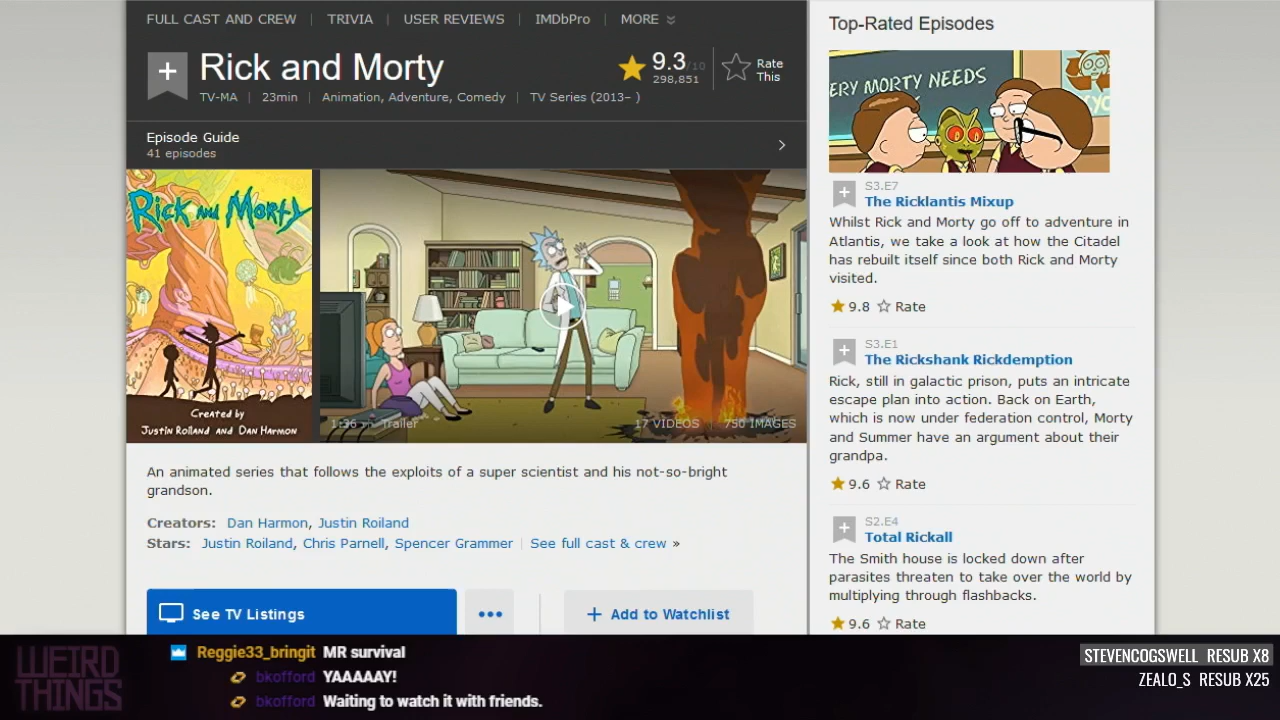 FULL CAST AND CREW | TRIVIA | USER REVIEWS | IMDbPro | MORE
Rick and Morty
9.3/10
298,851
Rate
This
TV-MA | 23min | Animation, Adventure, Comedy | TV Series (2013– )
Episode Guide
41 episodes
RICK AND MORTY
Created by
JUSTIN ROILAND AND DAN HARMON
1:36 Trailer
17 VIDEOS | 750 IMAGES
An animated series that follows the exploits of a super scientist and his not-so-bright
grandson.
Creators: Dan Harmon, Justin Roiland
Stars: Justin Roiland, Chris Parnell, Spencer Grammer | See full cast & crew »
See TV Listings
•••
+ Add to Watchlist
Top-Rated Episodes
ERY MORTY NEEDS
S3.E7
The Ricklantis Mixup
Whilst Rick and Morty go off to adventure in
Atlantis, we take a look at how the Citadel
has rebuilt itself since both Rick and Morty
visited.
9.8 Rate
S3.E1
The Rickshank Rickdemption
Rick, still in galactic prison, puts an intricate
escape plan into action. Back on Earth,
which is now under federation control, Morty
and Summer have an argument about their
grandpa.
9.6 Rate
S2.E4
Total Rickall
The Smith house is locked down after
parasites threaten to take over the world by
multiplying through flashbacks.
9.6 Rate
WEIRD
THINGS
Reggie33_bringit MR survival
bkofford YAAAAAY!
bkofford Waiting to watch it with friends.
STEVENCOGSWELL RESUB X8
ZEALO_S RESUB X25